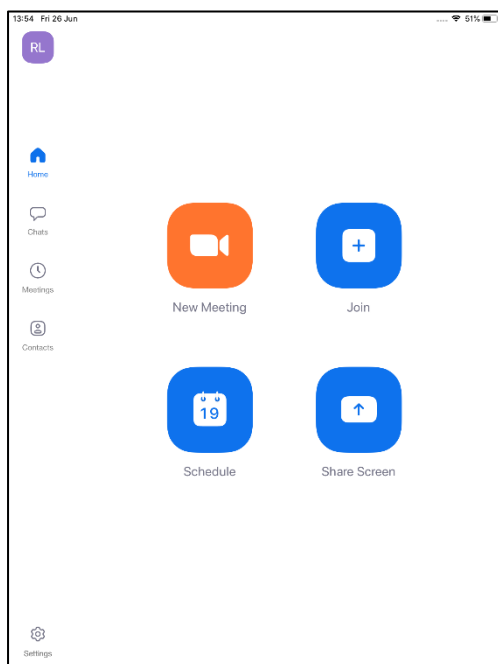 13:54 Fri 26 Jun
51%
RL
Home
Chats
Meetings
Contacts
New Meeting
Join
19
Schedule
Share Screen
Settings